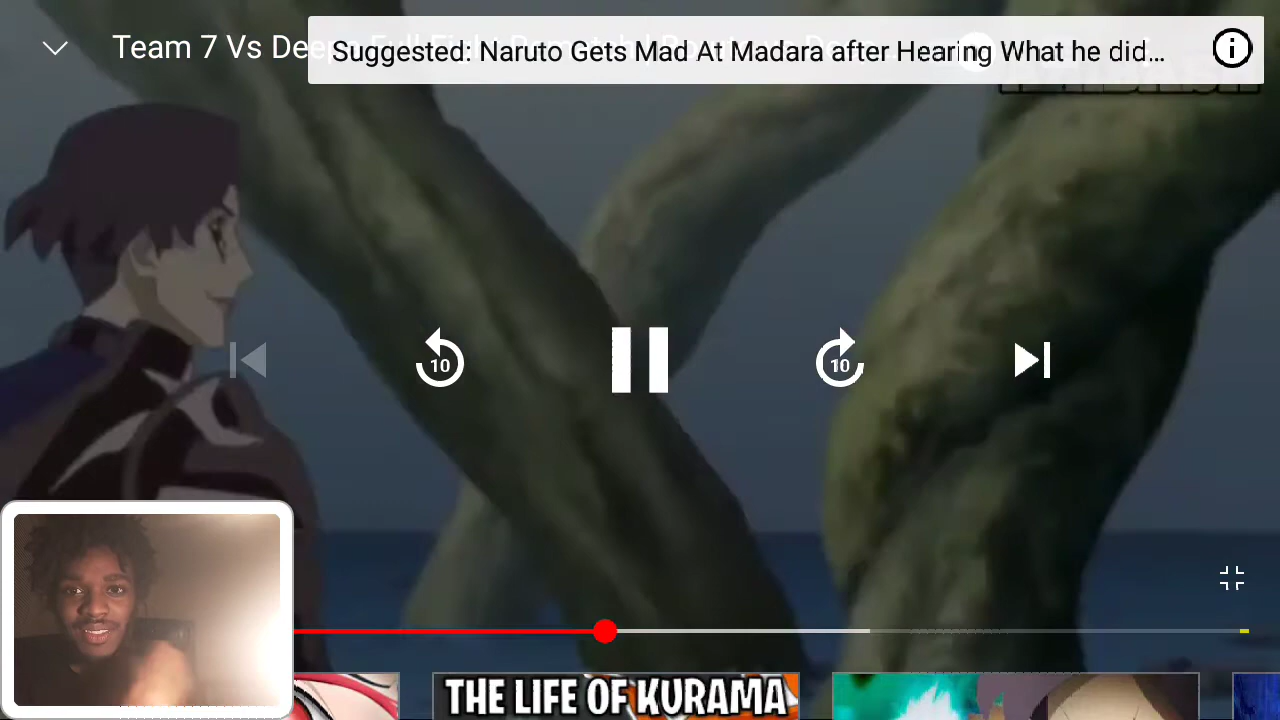 Team 7 Vs Dee
Suggested: Naruto Gets Mad At Madara after Hearing What he did...
10
10
THE LIFE OF KURAMA